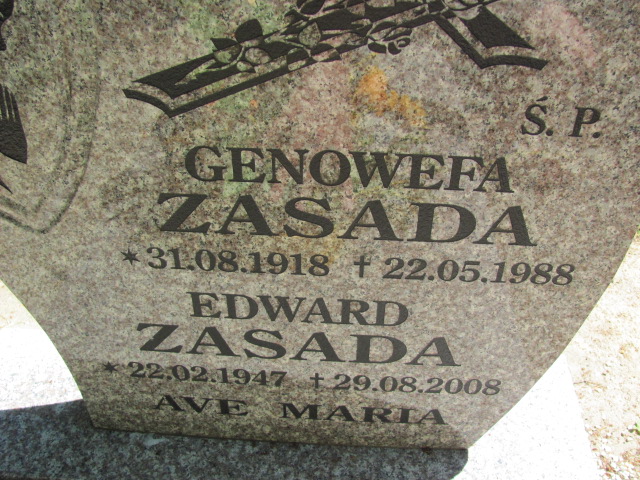 Ś. P.
GENOWEFA
ZASADA
* 31.08.1918 † 22.05.1988
EDWARD
ZASADA
* 22.02.1947 † 29.08.2008
AVE MARIA